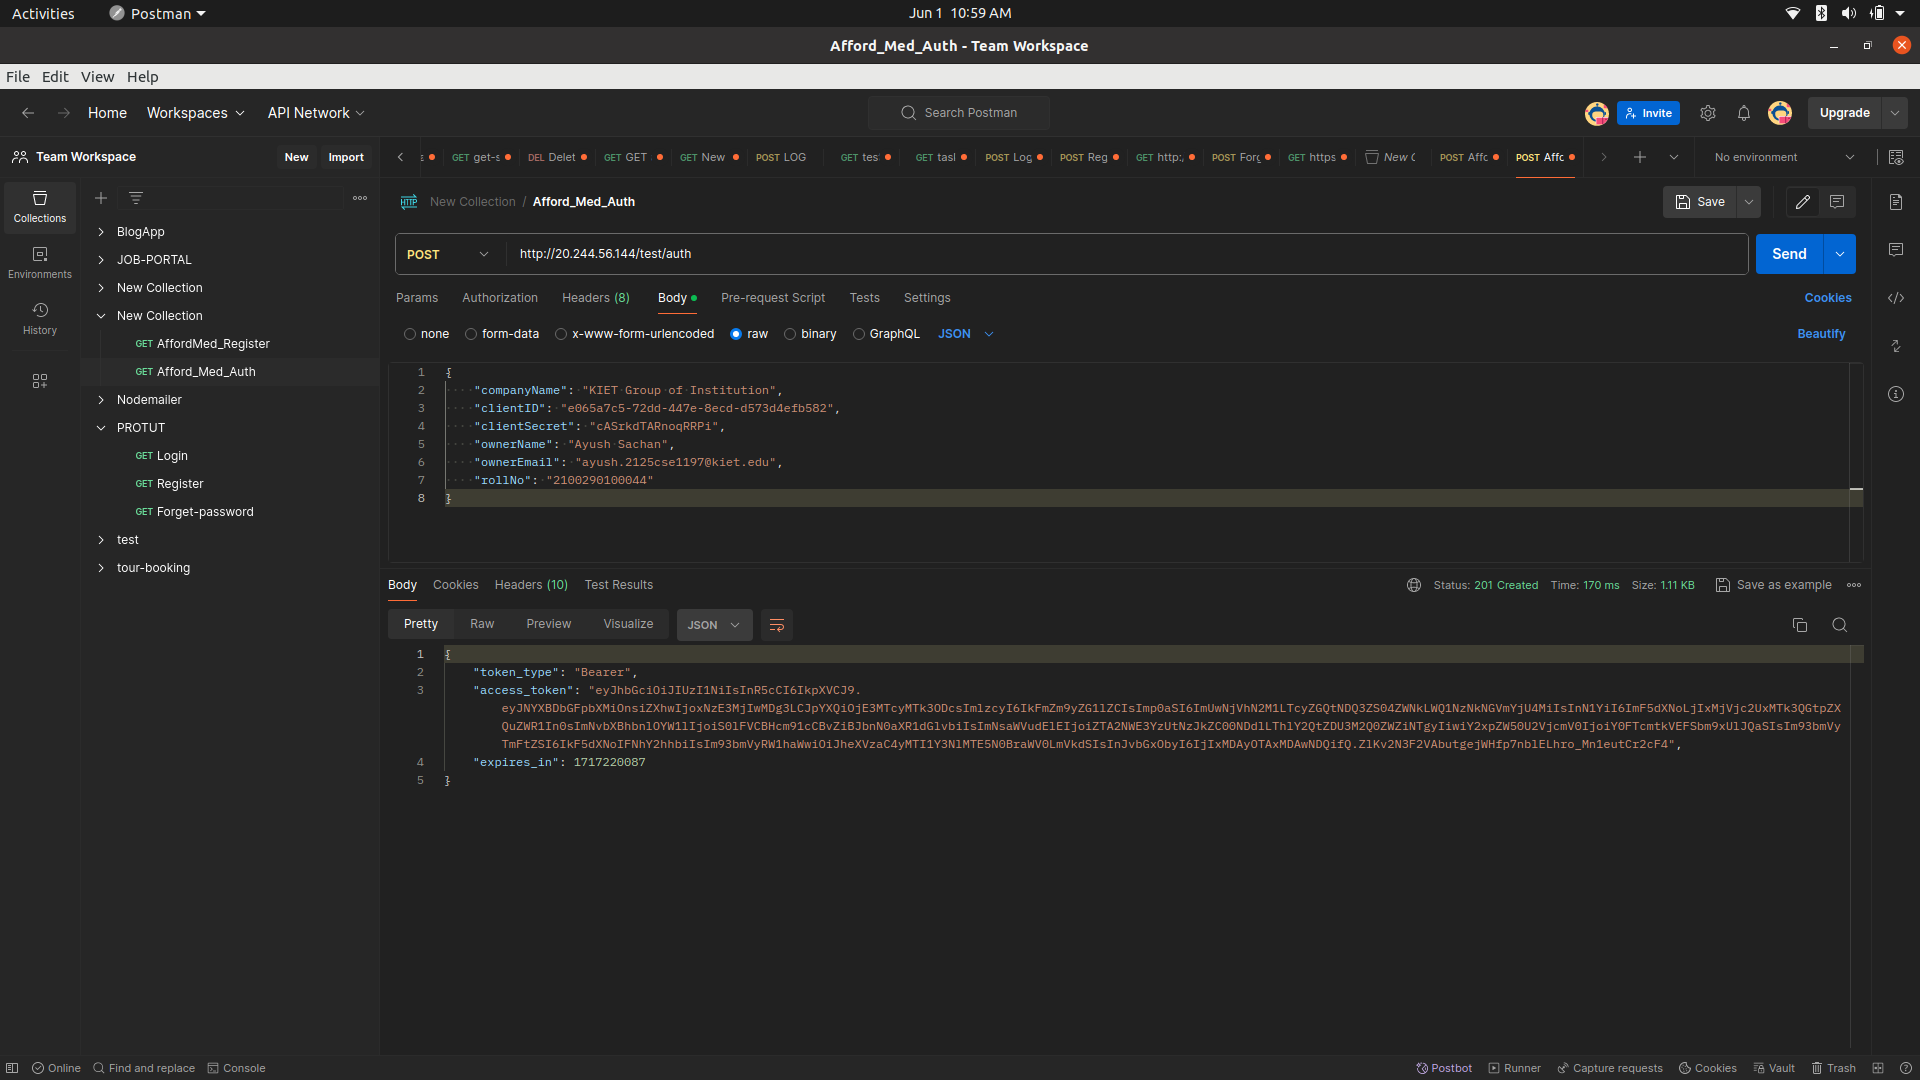 Activities
Postman
Jun 1 10:59 AM
Afford_Med_Auth - Team Workspace
File Edit View Help
Home Workspaces API Network
Search Postman
Invite
Upgrade
Team Workspace
New Import
GET get-s
DEL Delet
GET GET
GET New
POST LOG
GET tes
GET tasl
POST Log
POST Reg
GET http:
POST Forg
GET https
New C
POST Affc
POST Affc
No environment
Collections
Environments
History
BlogApp
JOB-PORTAL
New Collection
New Collection
GET AffordMed_Register
GET Afford_Med_Auth
Nodemailer
PROTUT
GET Login
GET Register
GET Forget-password
test
tour-booking
HTTP New Collection / Afford_Med_Auth
Save
POST http://20.244.56.144/test/auth
Send
Params Authorization Headers (8) Body Pre-request Script Tests Settings
Cookies
none form-data x-www-form-urlencoded raw binary GraphQL JSON
Beautify
1 {
2 "companyName": "KIET Group of Institution",
3 "clientID": "e065a7c5-72dd-447e-8ecd-d573d4efb582",
4 "clientSecret": "cASrkdTARnoqRRPi",
5 "ownerName": "Ayush Sachan",
6 "ownerEmail": "ayush.2125cse1197@kiet.edu",
7 "rollNo": "2100290100044"
8 }
Body Cookies Headers (10) Test Results
Status: 201 Created Time: 170 ms Size: 1.11 KB
Save as example
Pretty Raw Preview Visualize JSON
1 {
2 "token_type": "Bearer",
3 "access_token": "eyJhbGciOiJIUzI1NiIsInR5cCI6IkpXVCJ9.
4 "expires_in": 1717220087
5 }
Online Find and replace Console
Postbot Runner Capture requests Cookies Vault Trash